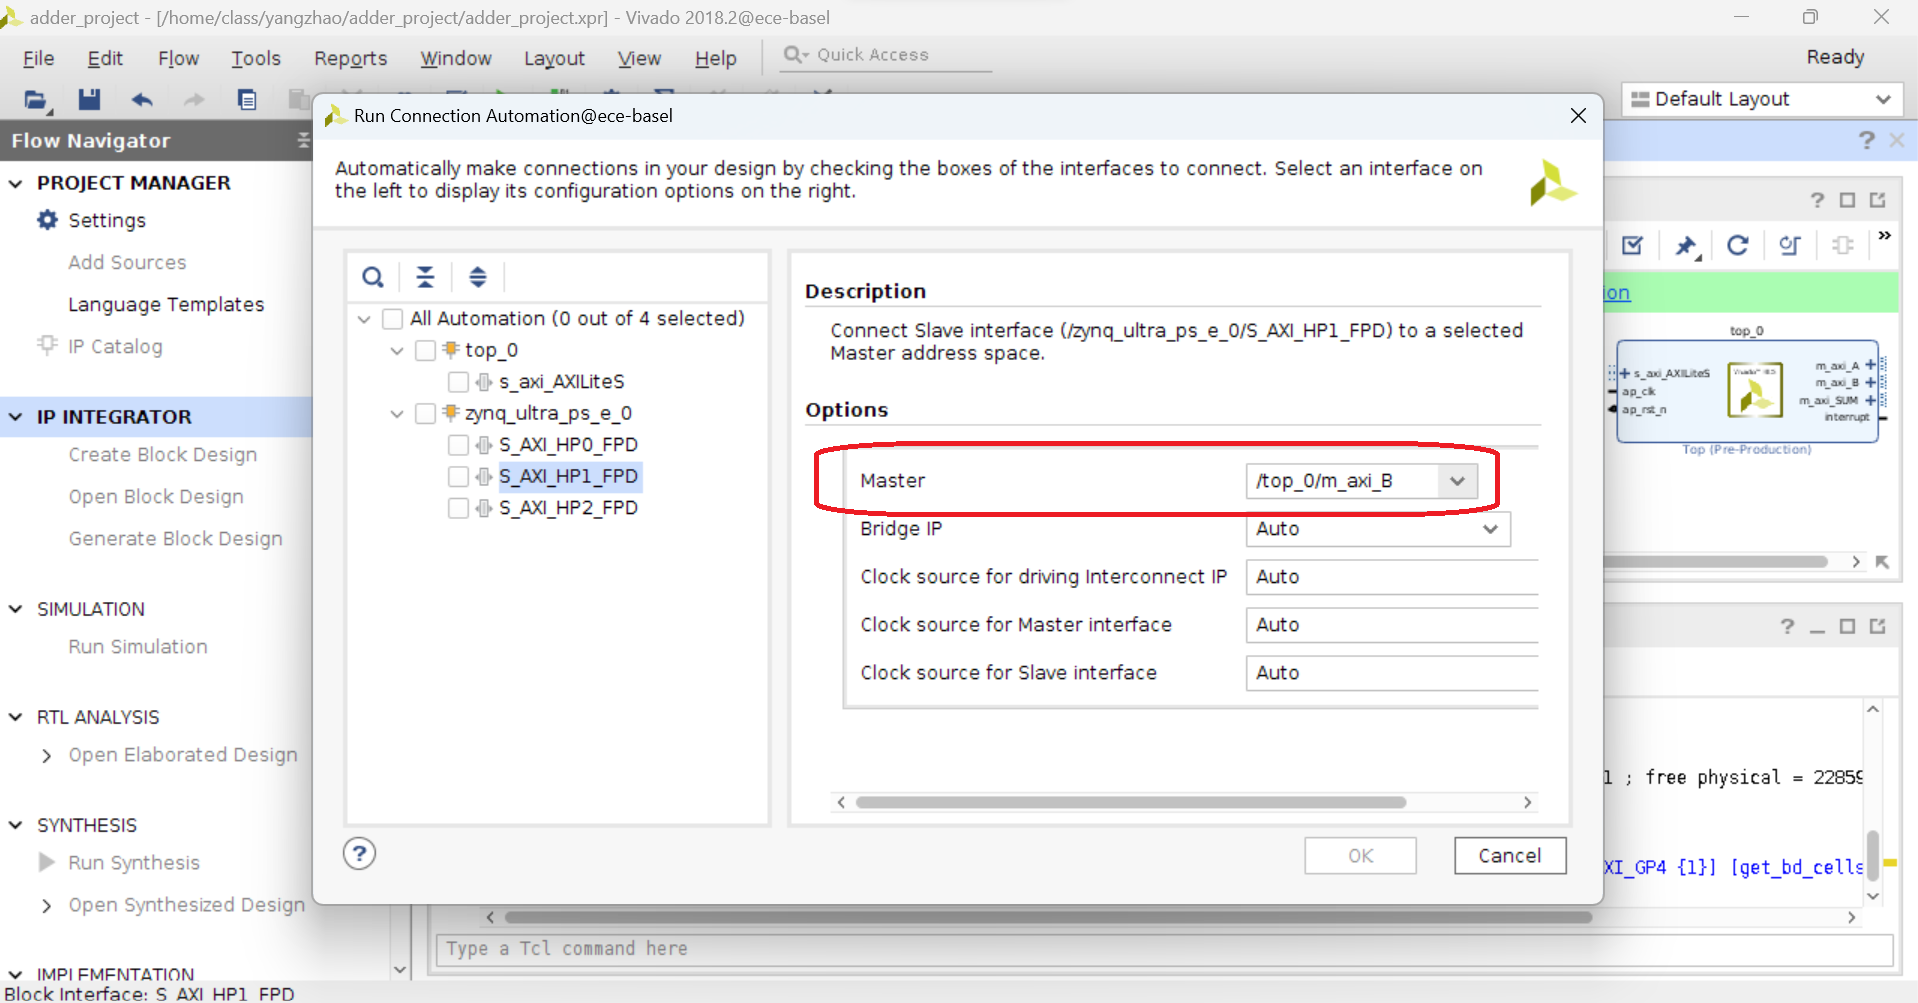 adder_project - [/home/class/yangzhao/adder_project/adder_project.xpr] - Vivado 2018.2@ece-basel
File Edit Flow Tools Reports Window Layout View Help Quick Access Ready
Default Layout
Run Connection Automation@ece-basel
Flow Navigator
Automatically make connections in your design by checking the boxes of the interfaces to connect. Select an interface on
the left to display its configuration options on the right.
PROJECT MANAGER
Settings
Add Sources
Language Templates
IP Catalog
IP INTEGRATOR
Create Block Design
Open Block Design
Generate Block Design
SIMULATION
Run Simulation
RTL ANALYSIS
Open Elaborated Design
SYNTHESIS
Run Synthesis
Open Synthesized Design
IMPLEMENTATION
All Automation (0 out of 4 selected)
top_0
s_axi_AXILiteS
zynq_ultra_ps_e_0
S_AXI_HP0_FPD
S_AXI_HP1_FPD
S_AXI_HP2_FPD
Description
Connect Slave interface (/zynq_ultra_ps_e_0/S_AXI_HP1_FPD) to a selected
Master address space.
Options
Master /top_0/m_axi_B
Bridge IP Auto
Clock source for driving Interconnect IP Auto
Clock source for Master interface Auto
Clock source for Slave interface Auto
OK Cancel
ion
top_0
s_axi_AXILiteS
ap_clk
ap_rst_n
m_axi_A
m_axi_B
m_axi_SUM
interrupt
Top (Pre-Production)
l ; free physical = 22859
XI_GP4 {1}] [get_bd_cells
Type a Tcl command here
Block Interface: S_AXI_HP1_FPD